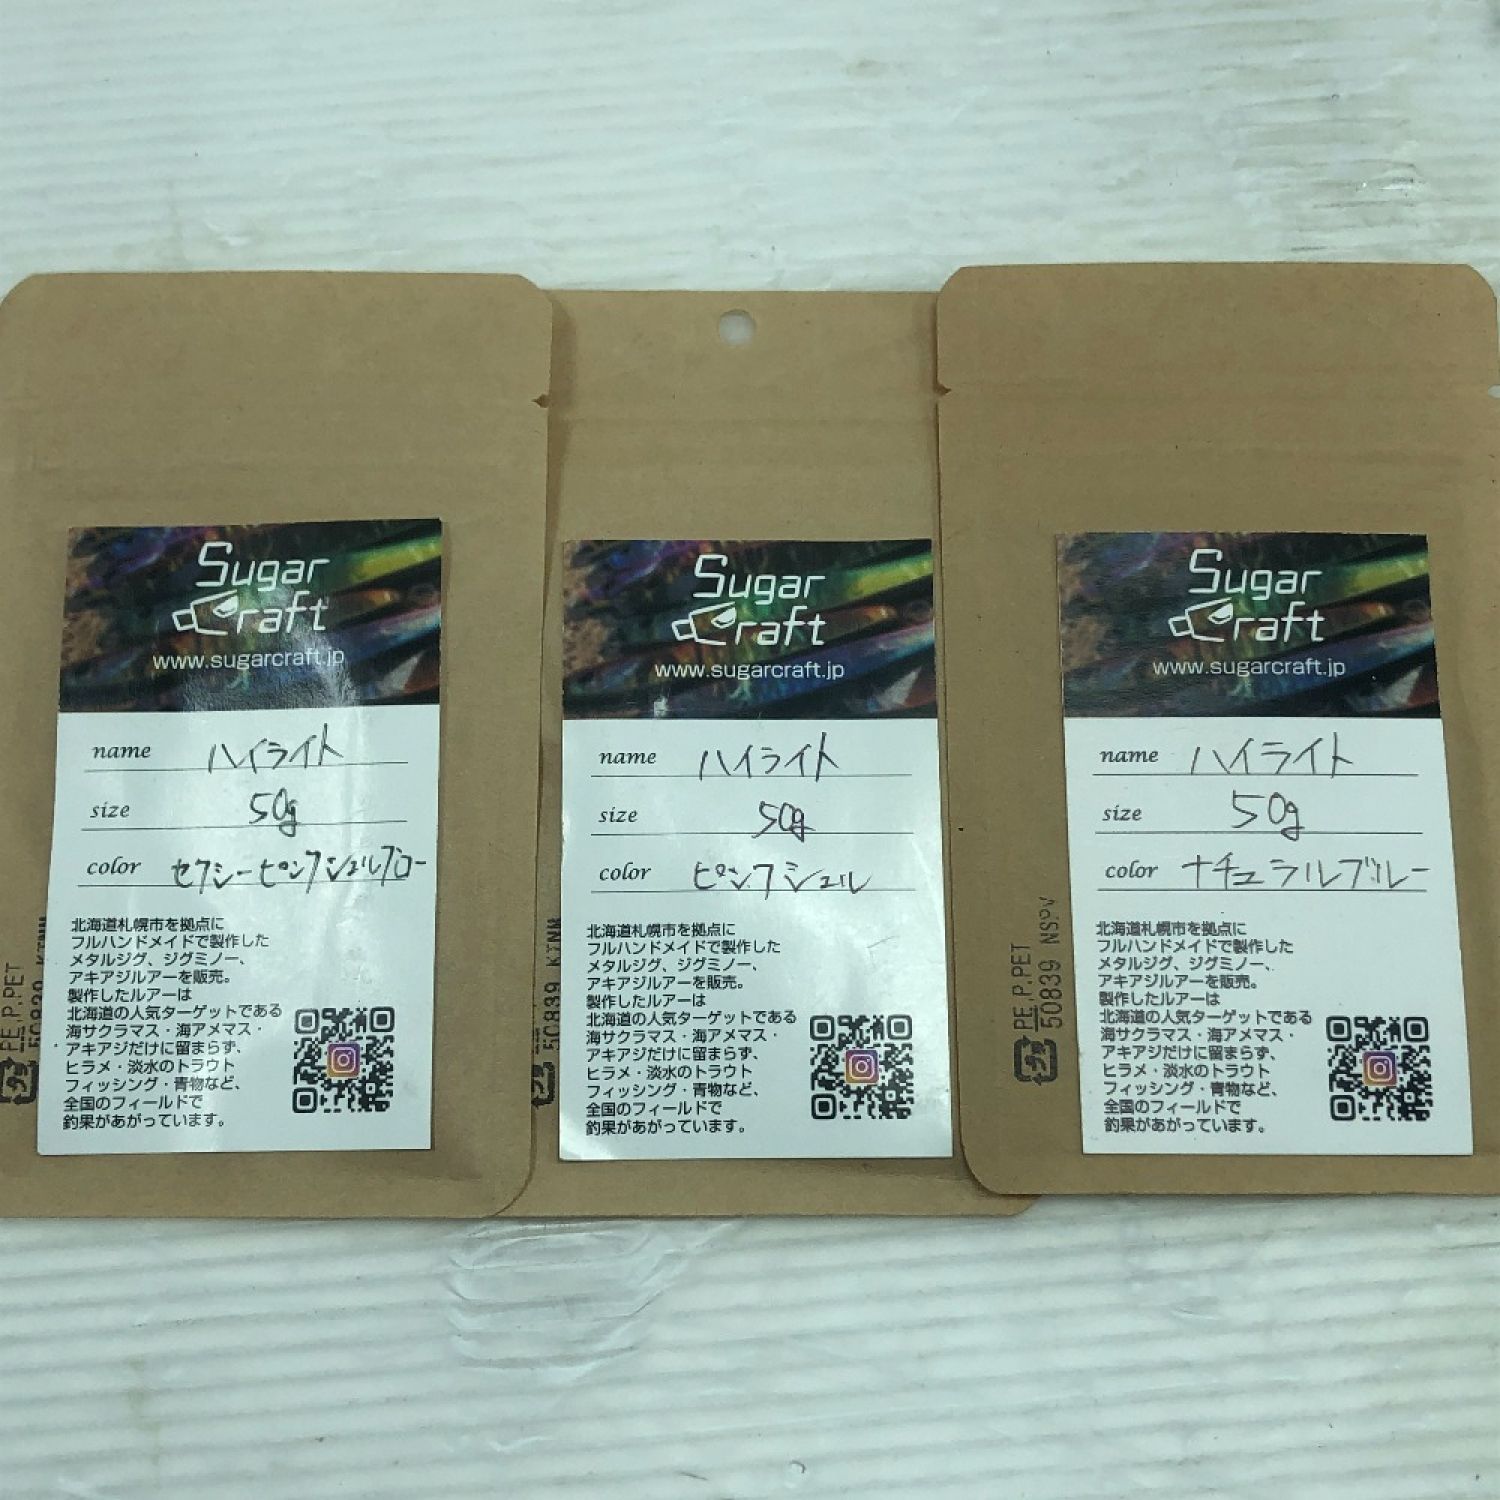 Sugar
Craft
www.sugarcraft.jp
name ハイライト
size 50g
color セクシーピンクシェルグロー
北海道札幌市を拠点に
フルハンドメイドで製作した
メタルジグ、ジグミノー、
アキアジルアーを販売。
製作したルアーは
北海道の人気ターゲットである
海サクラマス・海アメマス・
アキアジだけに留まらず、
ヒラメ・淡水のトラウト
フィッシング・青物など、
全国のフィールドで
釣果があがっています。
PE,P,PET
Sugar
Craft
www.sugarcraft.jp
name ハイライト
size 50g
color ピンクシェル
北海道札幌市を拠点に
フルハンドメイドで製作した
メタルジグ、ジグミノー、
アキアジルアーを販売。
製作したルアーは
北海道の人気ターゲットである
海サクラマス・海アメマス・
アキアジだけに留まらず、
ヒラメ・淡水のトラウト
フィッシング・青物など、
全国のフィールドで
釣果があがっています。
50839
Sugar
Craft
www.sugarcraft.jp
name ハイライト
size 50g
color ナチュラルブルー
北海道札幌市を拠点に
フルハンドメイドで製作した
メタルジグ、ジグミノー、
アキアジルアーを販売。
製作したルアーは
北海道の人気ターゲットである
海サクラマス・海アメマス・
アキアジだけに留まらず、
ヒラメ・淡水のトラウト
フィッシング・青物など、
全国のフィールドで
釣果があがっています。
プラ PE,P,PET
50839 NSPV